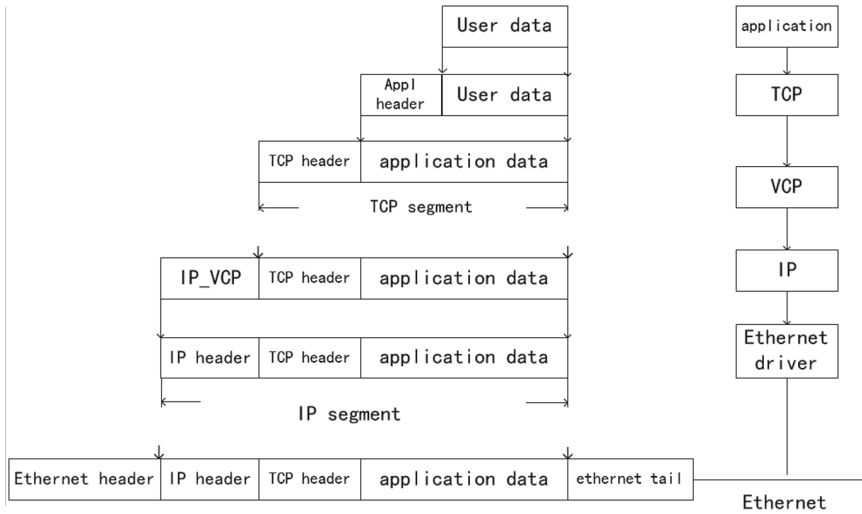 User data
application
Appl
header
User data
TCP
TCP header
application data
VCP
TCP segment
IP_VCP
TCP header
application data
IP
IP header
TCP header
application data
Ethernet
driver
IP segment
Ethernet header
IP header
TCP header
application data
ethernet tail
Ethernet